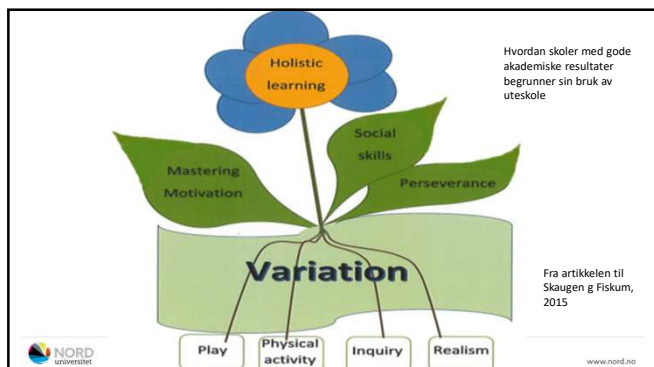 Holistic
learning
Hvordan skoler med gode
akademiske resultater
begrunner sin bruk av
uteskole
Social
skills
Mastering
Motivation
Perseverance
Variation
Fra artikkelen til
Skaugen g Fiskum,
2015
Play
Physical
activity
Inquiry
Realism
NORD
universitet
www.nord.no